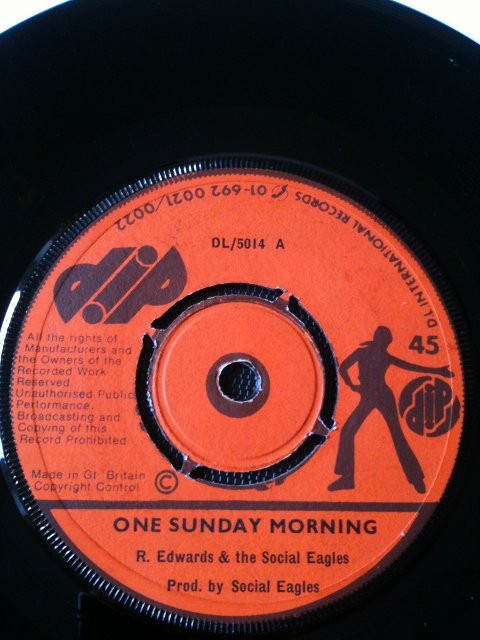 D.L. INTERNATIONAL RECORDS 01-692 0021/0022
DL/5014 A
DIP
45
All the rights of
Manufacturers and
the Owners of the
Recorded Work
Reserved.
Unauthorised Public
Performance.
Broadcasting and
Copying of this
Record Prohibited
DIP
Made in Gt Britain
Copyright Control
©
ONE SUNDAY MORNING
R. Edwards & the Social Eagles
Prod. by Social Eagles